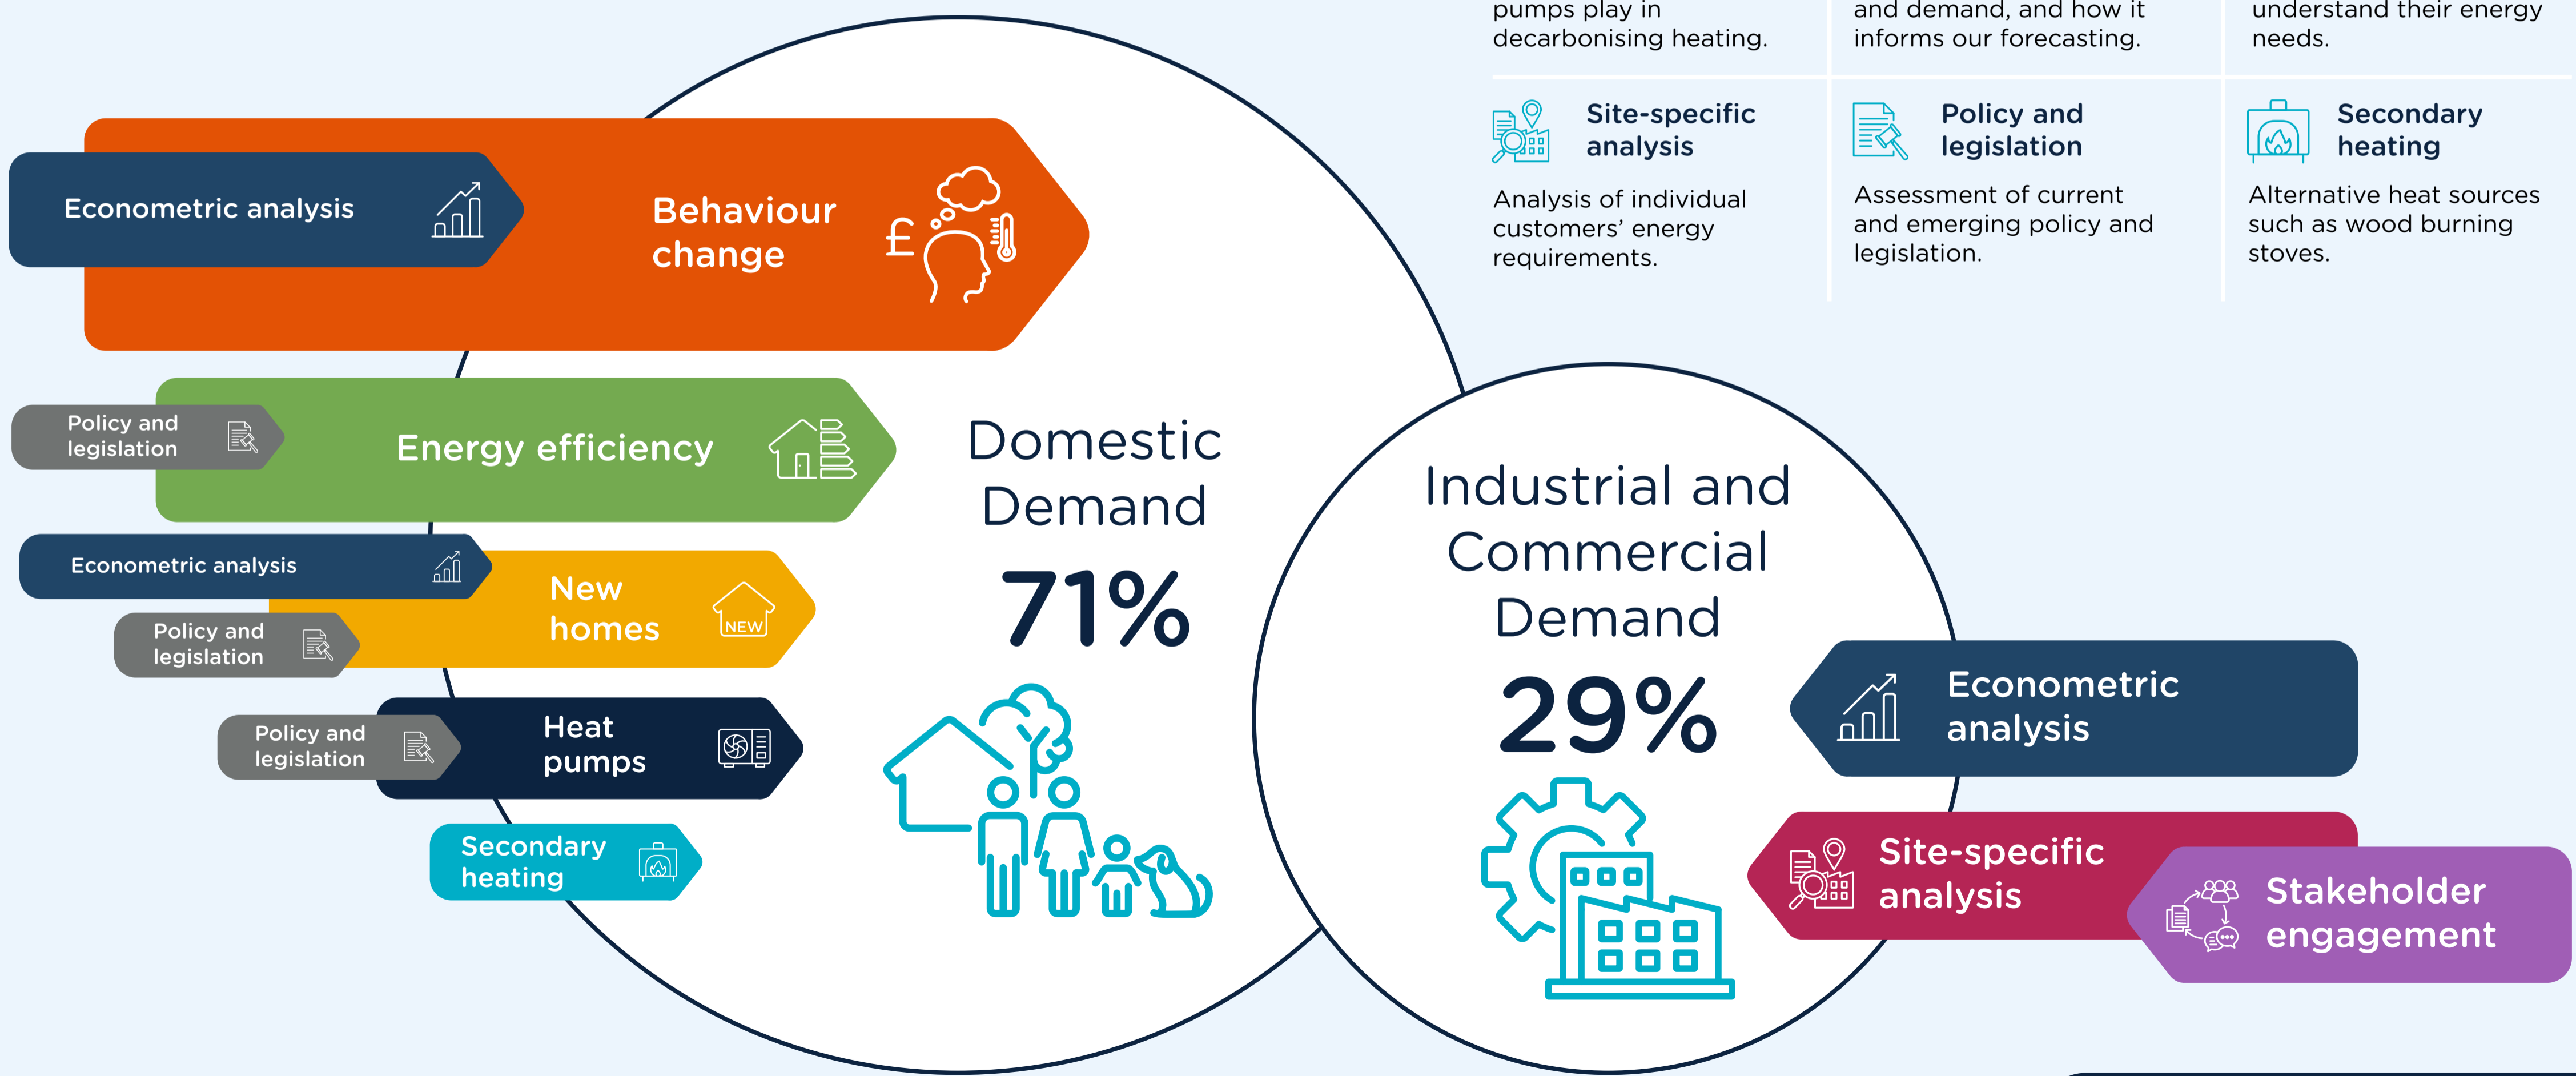 pumps play in
decarbonising heating.
and demand, and how it
informs our forecasting.
understand their energy
needs.
Site-specific
analysis
Analysis of individual
customers’ energy
requirements.
Policy and
legislation
Assessment of current
and emerging policy and
legislation.
Secondary
heating
Alternative heat sources
such as wood burning
stoves.
Econometric analysis
Behaviour
change
£
Policy and
legislation
Energy efficiency
Econometric analysis
Policy and
legislation
New
homes
NEW
Policy and
legislation
Heat
pumps
Secondary
heating
Domestic
Demand
71%
Industrial and
Commercial
Demand
29%
Econometric
analysis
Site-specific
analysis
Stakeholder
engagement